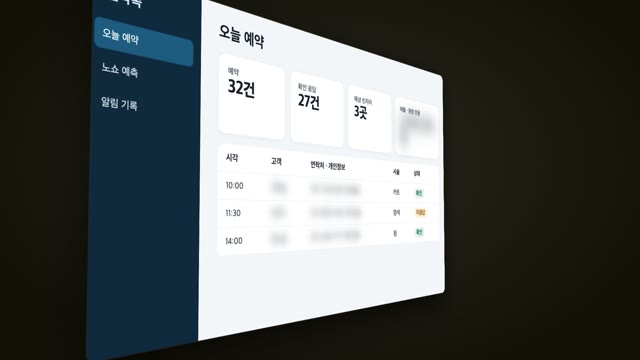 오늘 예약
노쇼 예측
알림 기록
오늘 예약
예약
32건
확인 응답
27건
예상 빈자리
3곳
시각
고객
연락처 · 개인정보
시술
상태
10:00
커트
확인
11:30
염색
미응답
14:00
펌
확인